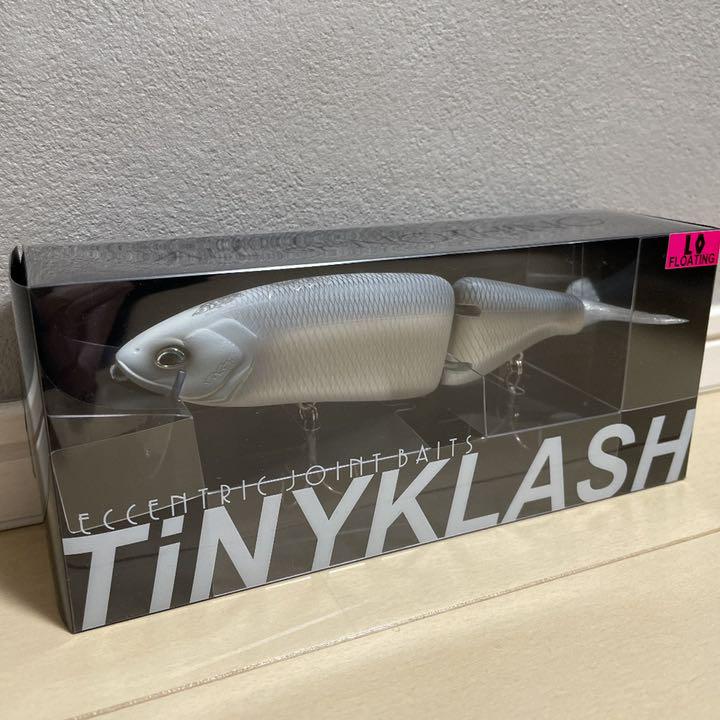 LO
FLOATING
ECCENTRIC JOINT BAITS
TiNYKLASH